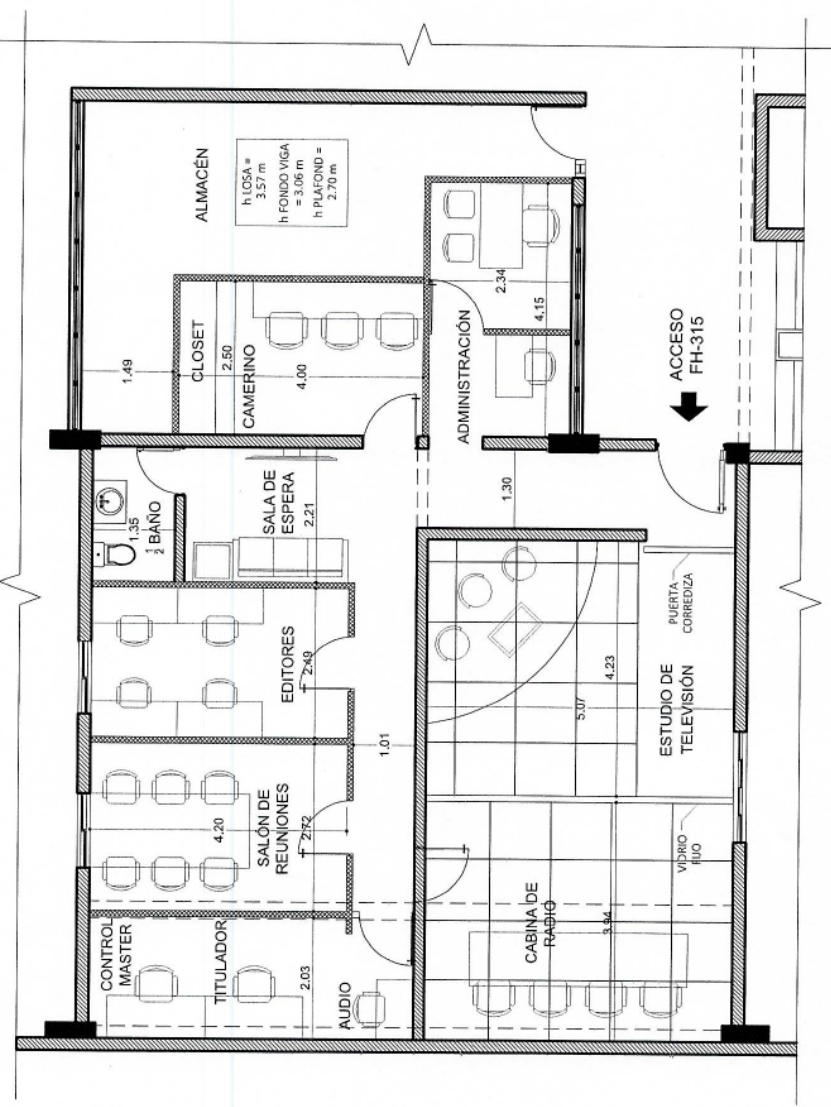 ALMACÉN
h LOSA =
3.57 m
h FONDO VIGA
= 3.06 m
h PLAFOND =
2.70 m
1.49
CLOSET
2.50
CAMERINO
4.00
2.34
4.15
ADMINISTRACIÓN
ACCESO
FH-315
1.35
1/2 BAÑO
SALA DE
ESPERA
2.21
1.30
EDITORES
2.49
PUERTA
CORREDIZA
4.23
5.07
ESTUDIO DE
TELEVISIÓN
1.01
4.20
SALÓN DE
REUNIONES
2.72
VIDRIO
FIJO
CABINA DE
RADIO
3.94
CONTROL
MASTER
TITULADOR
2.03
AUDIO